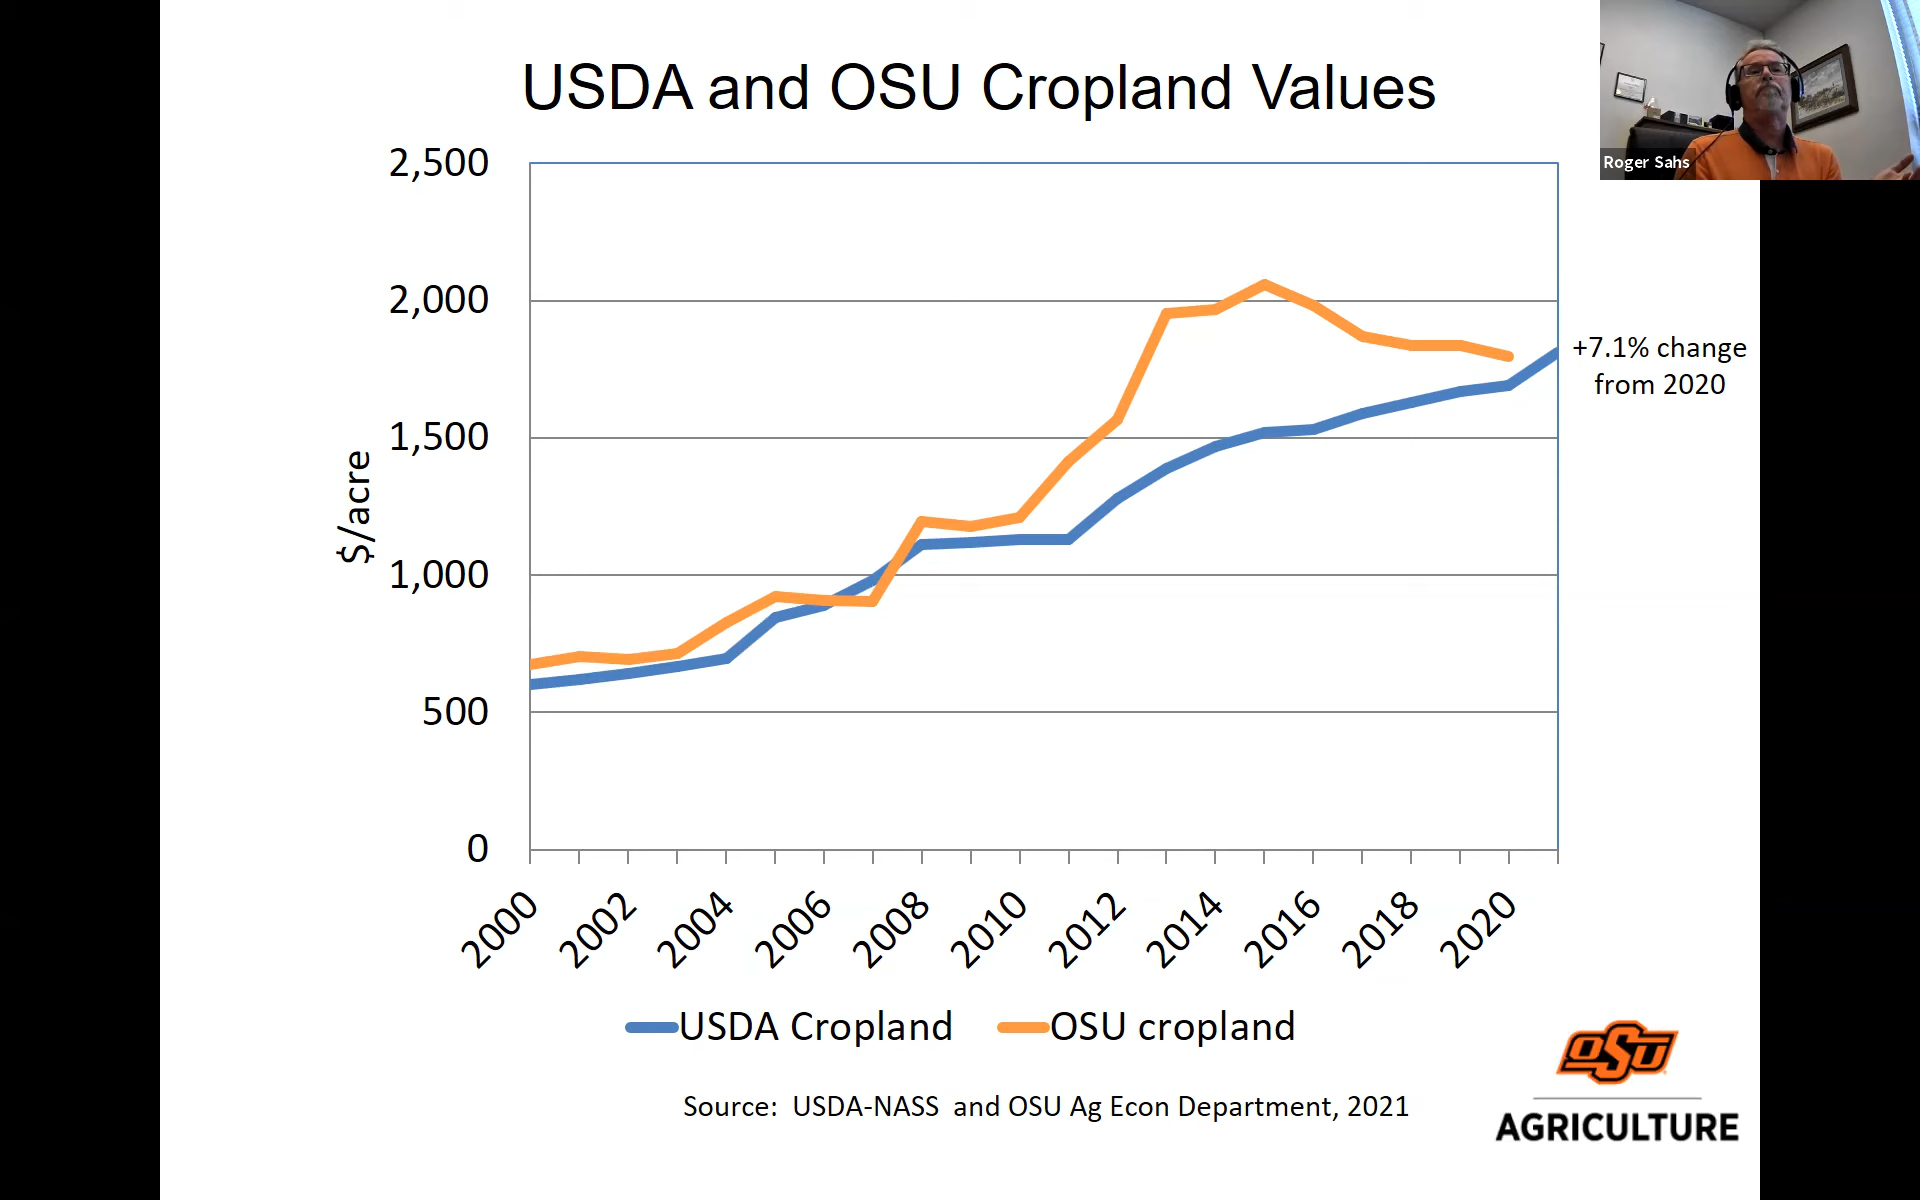 USDA and OSU Cropland Values
Roger Sahs
2,500
2,000
1,500
1,000
500
0
$/acre
+7.1% change
from 2020
2000
2002
2004
2006
2008
2010
2012
2014
2016
2018
2020
USDA Cropland
OSU cropland
Source: USDA-NASS and OSU Ag Econ Department, 2021
OSU
AGRICULTURE